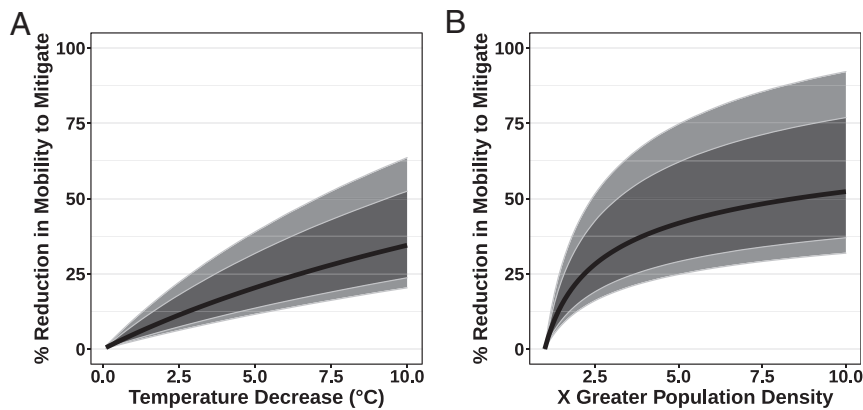 A
% Reduction in Mobility to Mitigate
100
75
50
25
0
0.0 2.5 5.0 7.5 10.0
Temperature Decrease (°C)
B
% Reduction in Mobility to Mitigate
100
75
50
25
0
2.5 5.0 7.5 10.0
X Greater Population Density